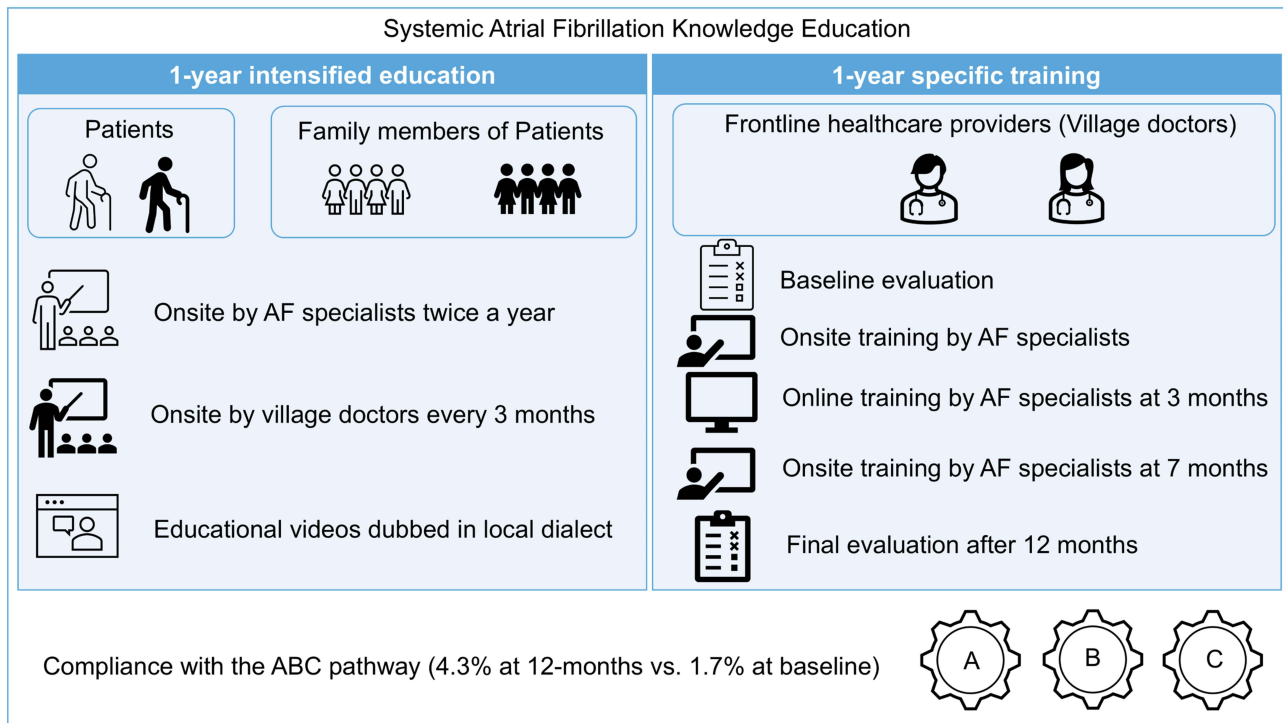 Systemic Atrial Fibrillation Knowledge Education
1-year intensified education
Patients
Family members of Patients
Onsite by AF specialists twice a year
Onsite by village doctors every 3 months
Educational videos dubbed in local dialect
1-year specific training
Frontline healthcare providers (Village doctors)
Baseline evaluation
Onsite training by AF specialists
Online training by AF specialists at 3 months
Onsite training by AF specialists at 7 months
Final evaluation after 12 months
Compliance with the ABC pathway (4.3% at 12-months vs. 1.7% at baseline)
A
B
C